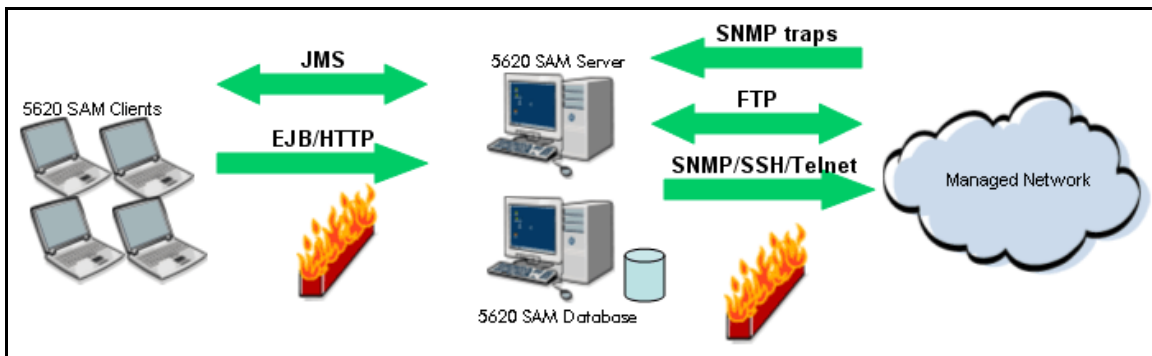 SNMP traps
JMS
5620 SAM Server
5620 SAM Clients
FTP
EJB/HTTP
SNMP/SSH/Telnet
Managed Network
5620 SAM Database